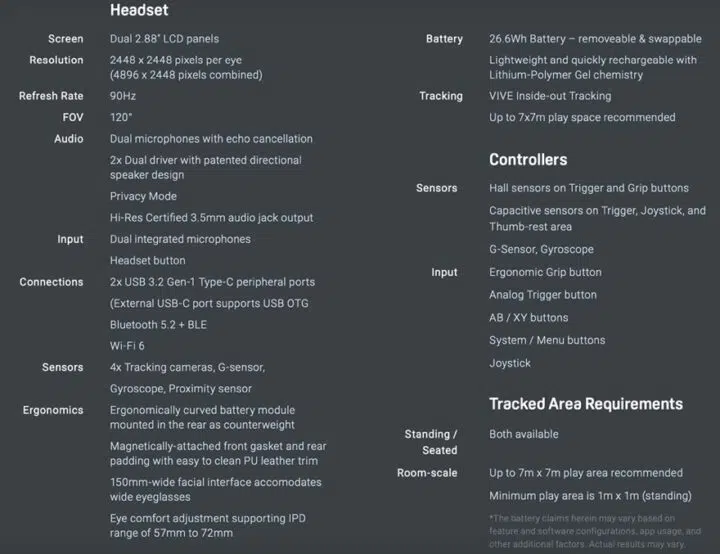 Headset
Screen Dual 2.88" LCD panels
Resolution 2448 x 2448 pixels per eye
(4896 x 2448 pixels combined)
Refresh Rate 90Hz
FOV 120°
Audio Dual microphones with echo cancellation
2x Dual driver with patented directional
speaker design
Privacy Mode
Hi-Res Certified 3.5mm audio jack output
Input Dual integrated microphones
Headset button
Connections 2x USB 3.2 Gen-1 Type-C peripheral ports
(External USB-C port supports USB OTG
Bluetooth 5.2 + BLE
Wi-Fi 6
Sensors 4x Tracking cameras, G-sensor,
Gyroscope, Proximity sensor
Ergonomics Ergonomically curved battery module
mounted in the rear as counterweight
Magnetically-attached front gasket and rear
padding with easy to clean PU leather trim
150mm-wide facial interface accomodates
wide eyeglasses
Eye comfort adjustment supporting IPD
range of 57mm to 72mm
Battery 26.6Wh Battery – removeable & swappable
Lightweight and quickly rechargeable with
Lithium-Polymer Gel chemistry
Tracking VIVE Inside-out Tracking
Up to 7x7m play space recommended
Controllers
Sensors Hall sensors on Trigger and Grip buttons
Capacitive sensors on Trigger, Joystick, and
Thumb-rest area
G-Sensor, Gyroscope
Input Ergonomic Grip button
Analog Trigger button
AB / XY buttons
System / Menu buttons
Joystick
Tracked Area Requirements
Standing / Both available
Seated
Room-scale Up to 7m x 7m play area recommended
Minimum play area is 1m x 1m (standing)
*The battery claims herein may vary based on
feature and software configurations, app usage, and
other additional factors. Actual results may vary.